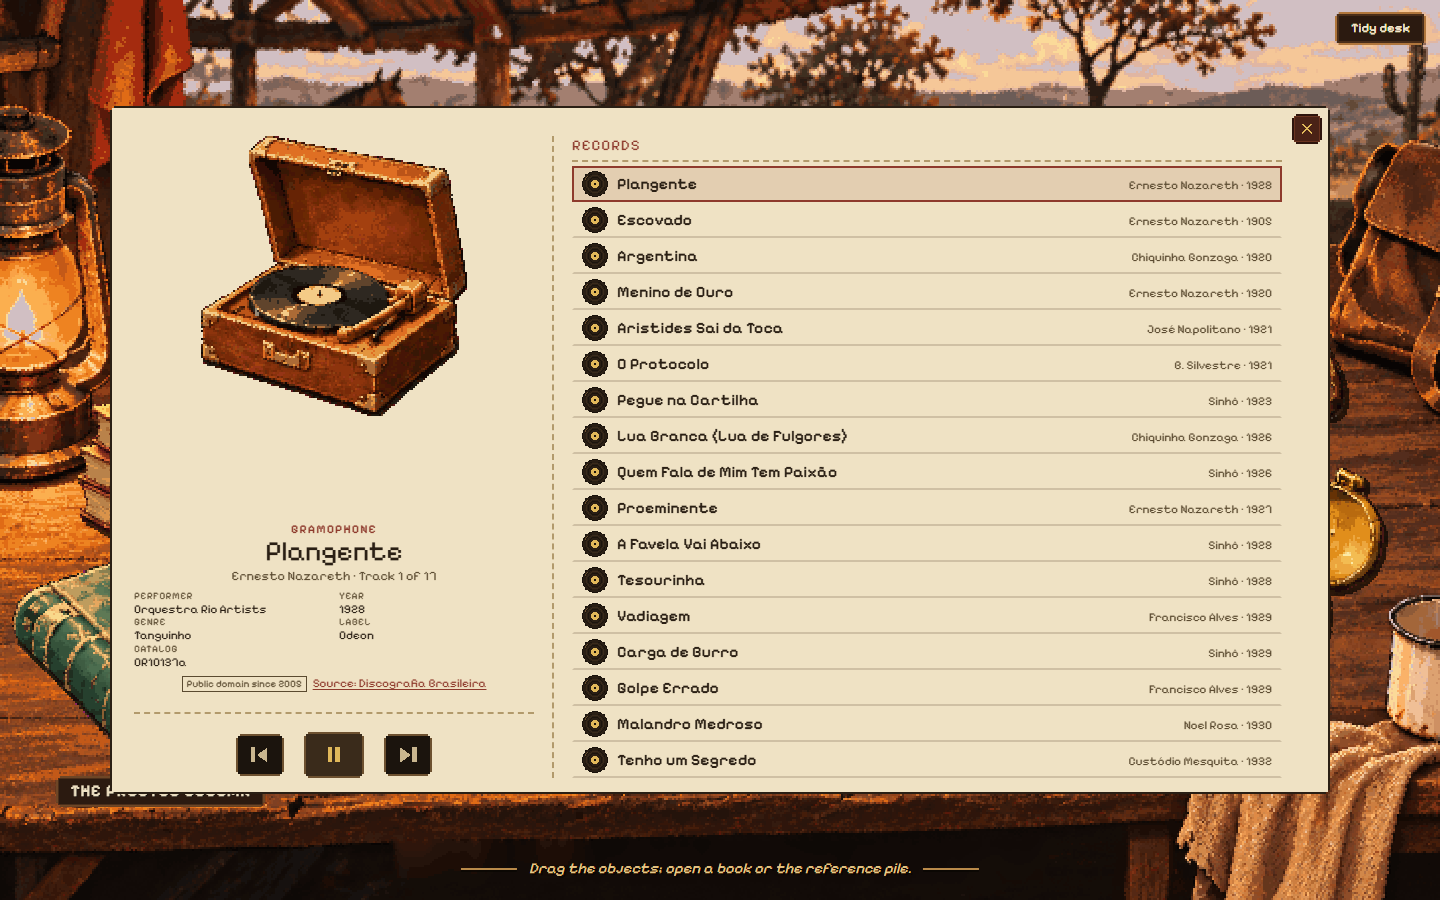 Tidy desk
RECORDS
Plangente
Ernesto Nazareth · 1928
Escovado
Ernesto Nazareth · 1905
Argentina
Chiquinha Gonzaga · 1920
Menino de Ouro
Ernesto Nazareth · 1920
Aristides Sai da Toca
José Napolitano · 1921
O Protocolo
G. Silvestre · 1921
Pegue na Cartilha
Sinhô · 1923
Lua Branca (Lua de Fulgores)
Chiquinha Gonzaga · 1926
Quem Fala de Mim Tem Paixão
Sinhô · 1926
Proeminente
Ernesto Nazareth · 1927
A Favela Vai Abaixo
Sinhô · 1928
Tesourinha
Sinhô · 1928
Vadiagem
Francisco Alves · 1929
Carga de Burro
Sinhô · 1929
Golpe Errado
Francisco Alves · 1929
Malandro Medroso
Noel Rosa · 1930
Tenho um Segredo
Custódio Mesquita · 1932
GRAMOPHONE
Plangente
Ernesto Nazareth · Track 1 of 17
PERFORMER
Orquestra Rio Artists
YEAR
1928
GENRE
Tanguinho
LABEL
Odeon
CATALOG
OR10137a
Public domain since 2005
Source: Discografia Brasileira
THE
Drag the objects; open a book or the reference pile.